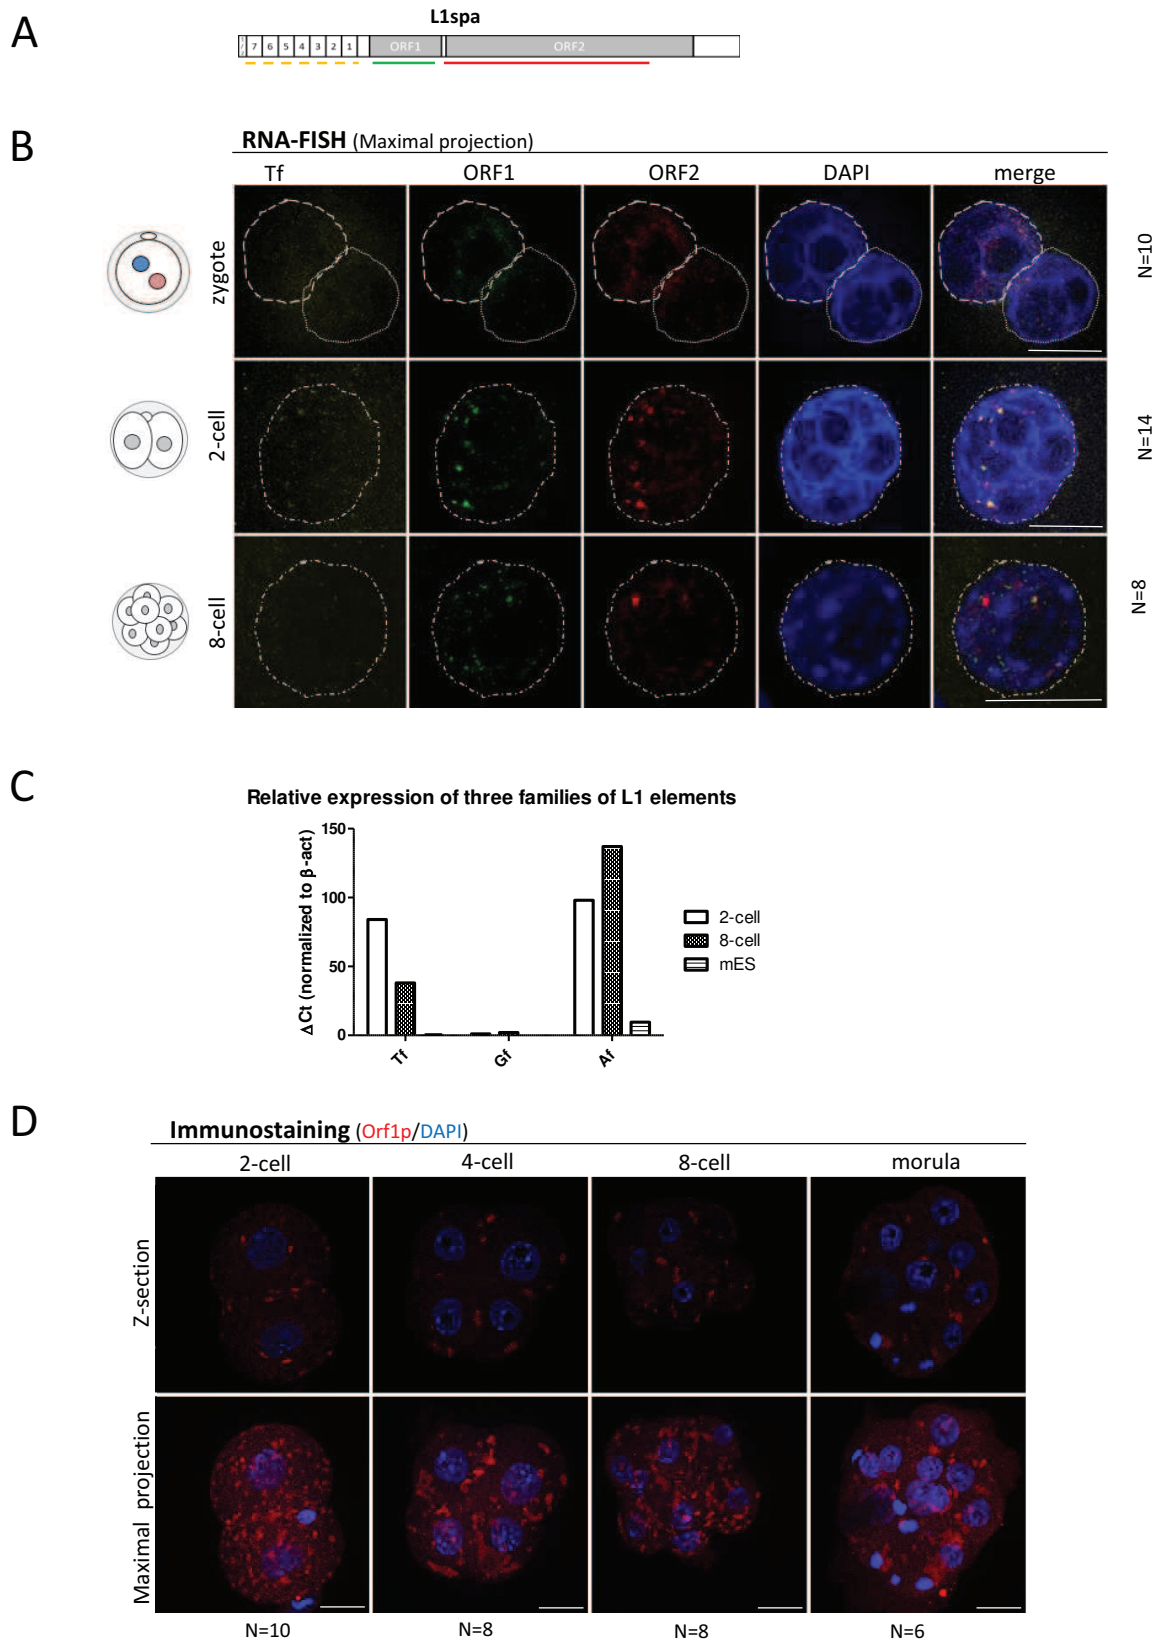 A
L1spa
7 6 5 4 3 2 1 ORF1 ORF2
B
RNA-FISH (Maximal projection)
Tf ORF1 ORF2 DAPI merge
zygote
N=10
2-cell
N=14
8-cell
N=8
C
Relative expression of three families of L1 elements
ΔCt (normalized to β-act)
150
100
50
0
Tf Gf Af
2-cell
8-cell
mES
D
Immunostaining (Orf1p/DAPI)
2-cell 4-cell 8-cell morula
Z-section
Maximal projection
N=10 N=8 N=8 N=6